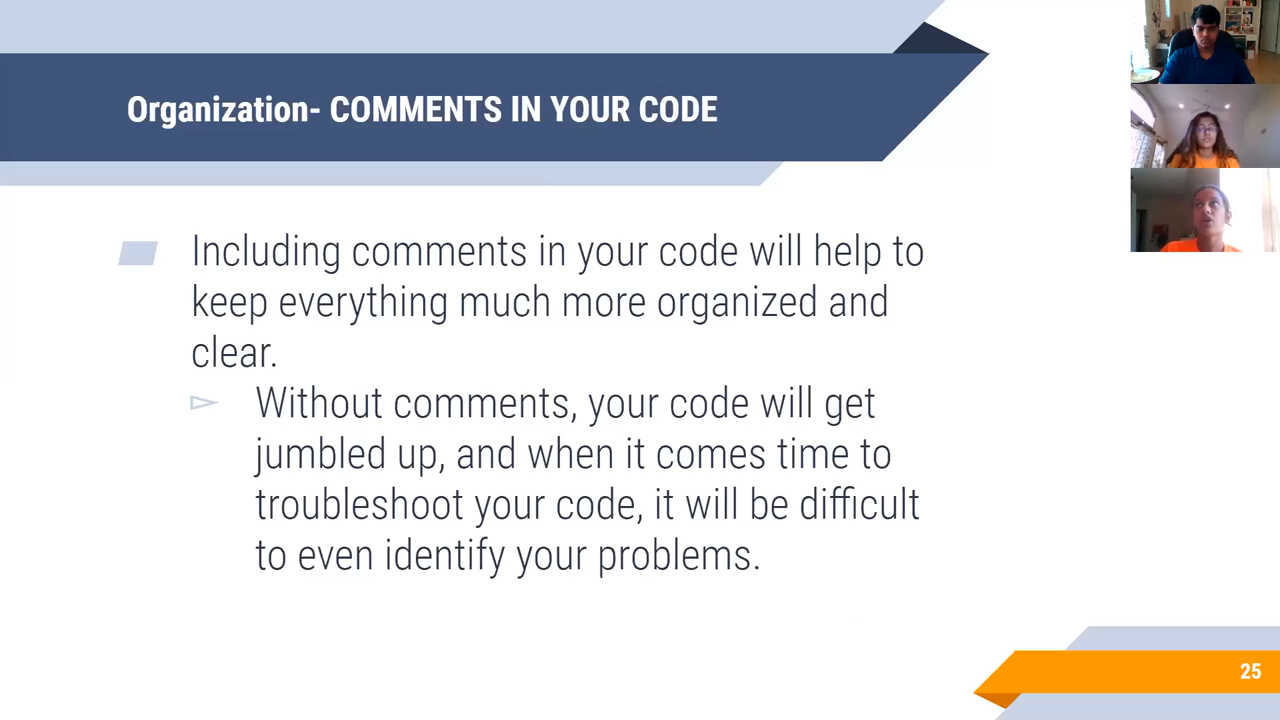 Organization- COMMENTS IN YOUR CODE
Including comments in your code will help to
keep everything much more organized and
clear.
Without comments, your code will get
jumbled up, and when it comes time to
troubleshoot your code, it will be difficult
to even identify your problems.
25